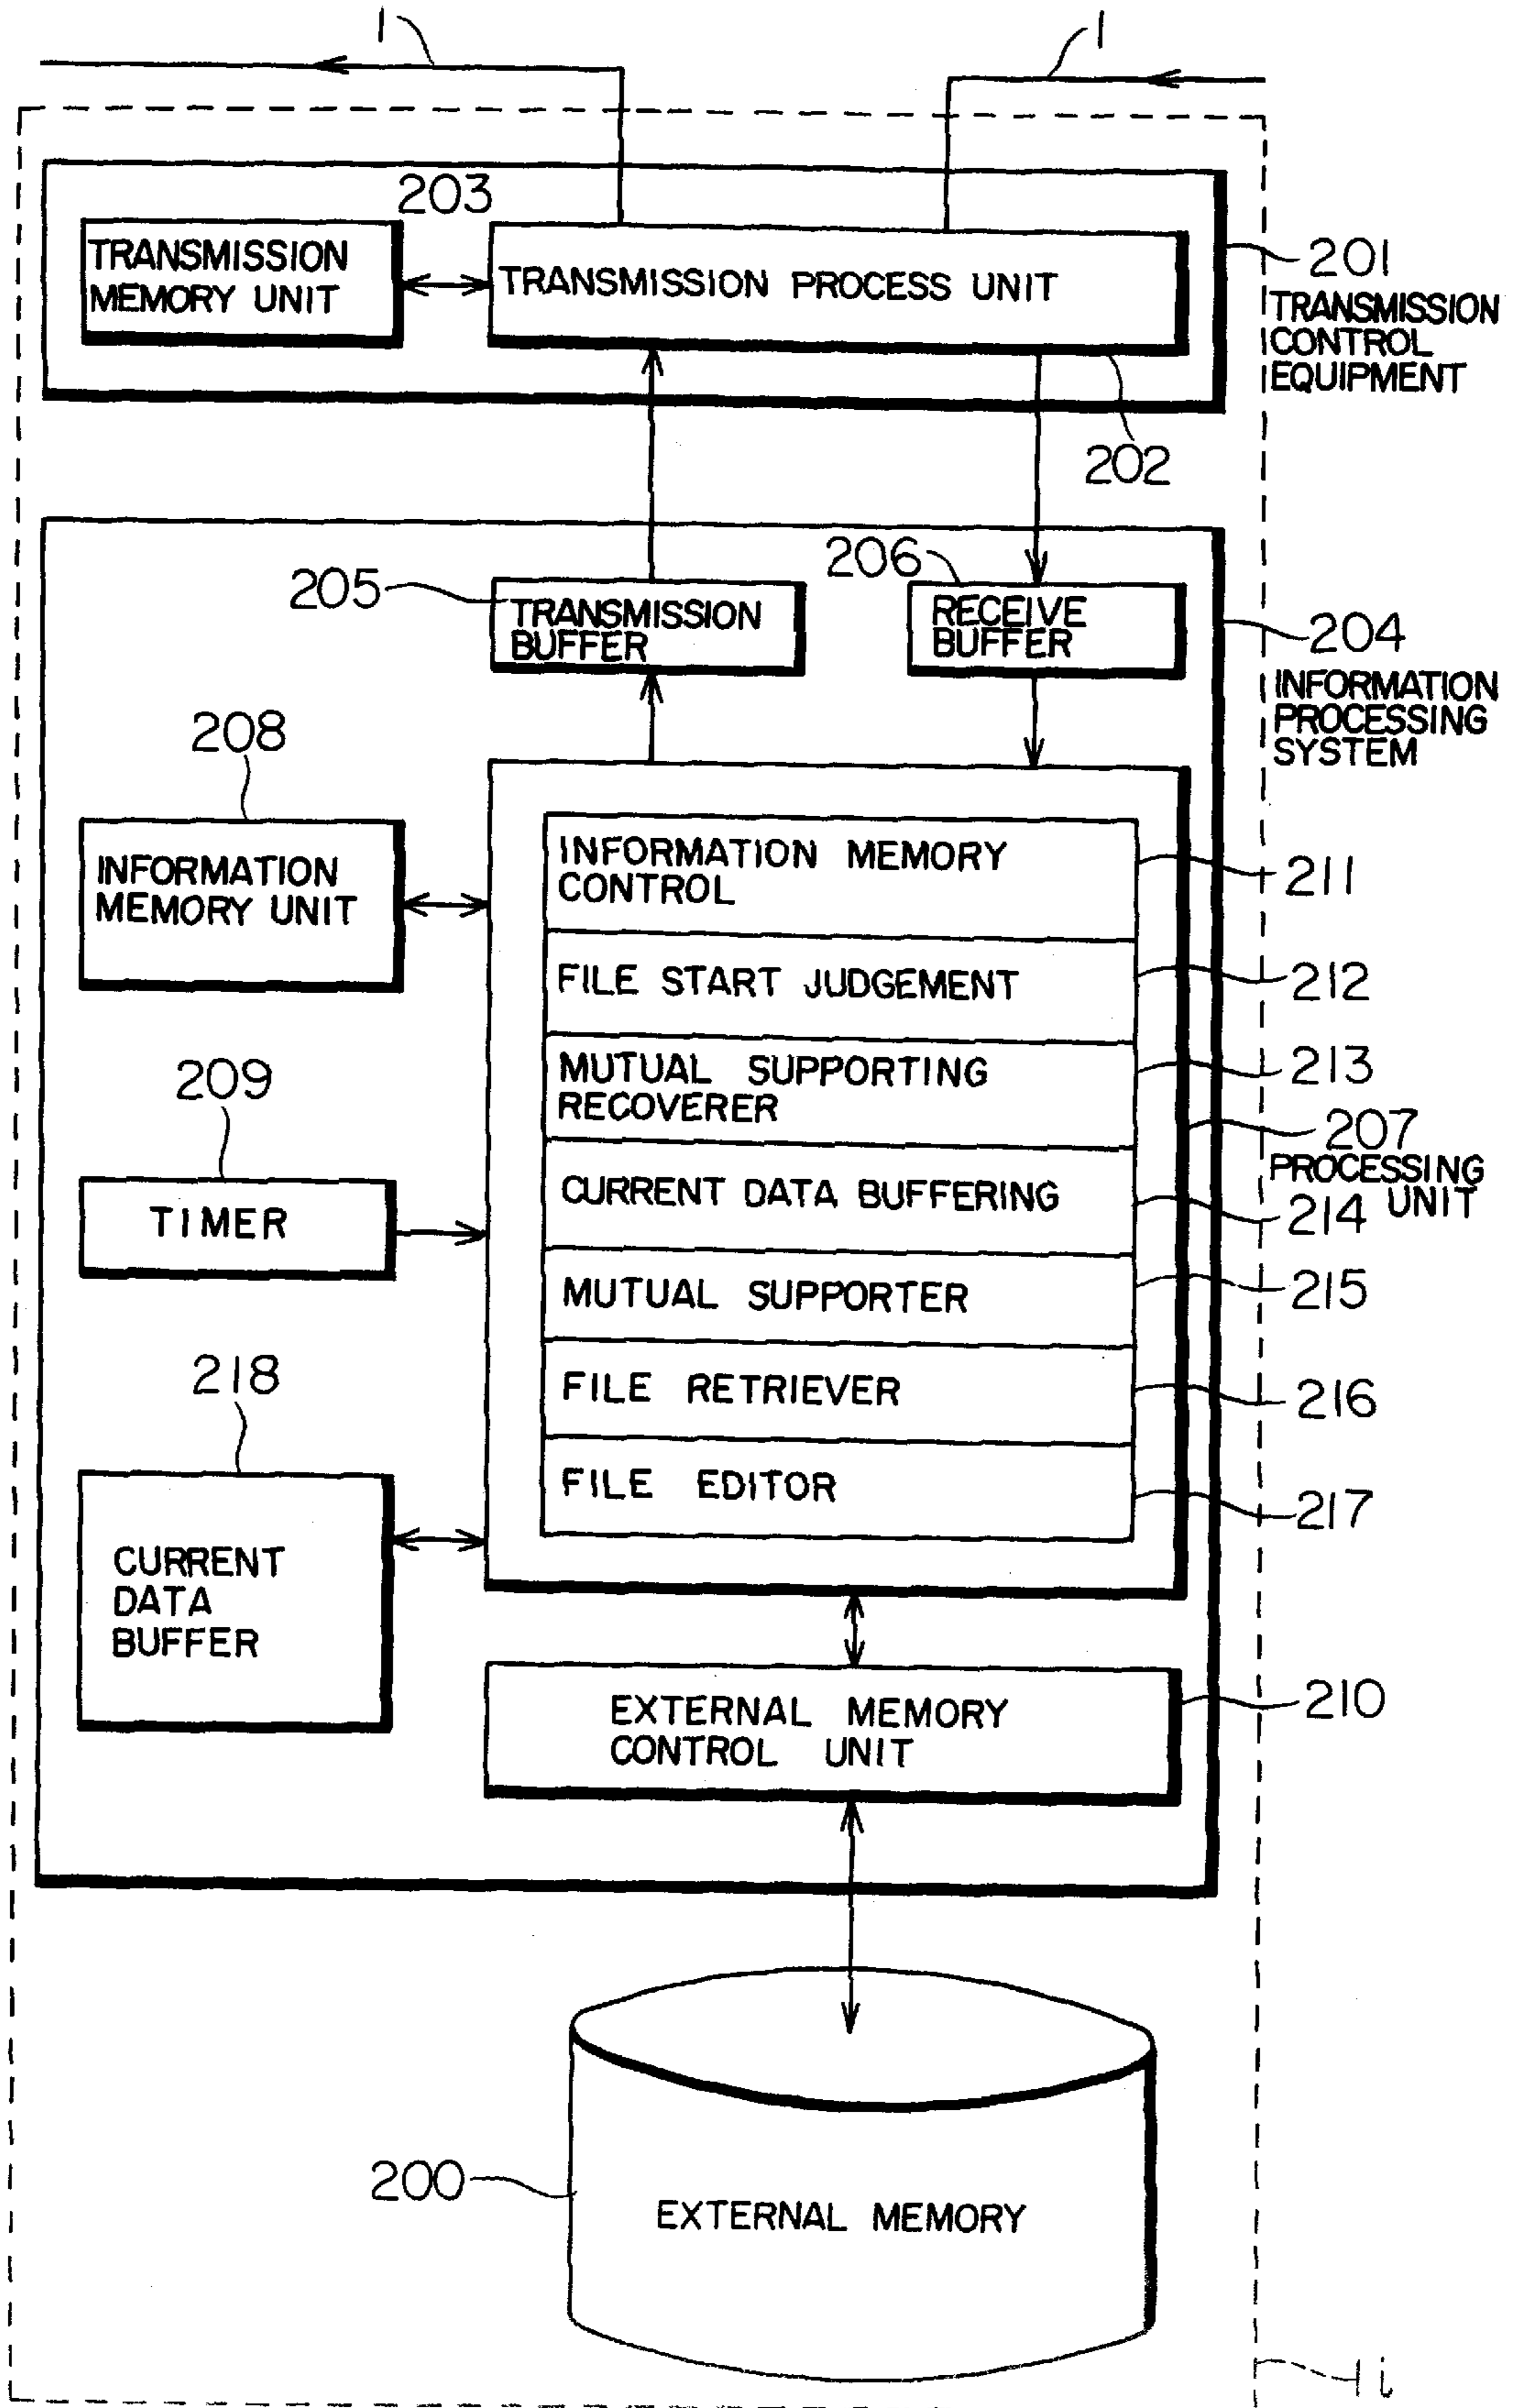 1
1
203
TRANSMISSION
MEMORY UNIT
TRANSMISSION PROCESS UNIT
201
TRANSMISSION
CONTROL
EQUIPMENT
202
205
TRANSMISSION
BUFFER
206
RECEIVE
BUFFER
204
INFORMATION
PROCESSING
SYSTEM
208
INFORMATION
MEMORY UNIT
INFORMATION MEMORY
CONTROL
211
FILE START JUDGEMENT
212
MUTUAL SUPPORTING
RECOVERER
213
209
TIMER
207
PROCESSING
UNIT
CURRENT DATA BUFFERING
214
MUTUAL SUPPORTER
215
218
FILE RETRIEVER
216
FILE EDITOR
217
CURRENT
DATA
BUFFER
EXTERNAL MEMORY
CONTROL UNIT
210
200
EXTERNAL MEMORY
1i